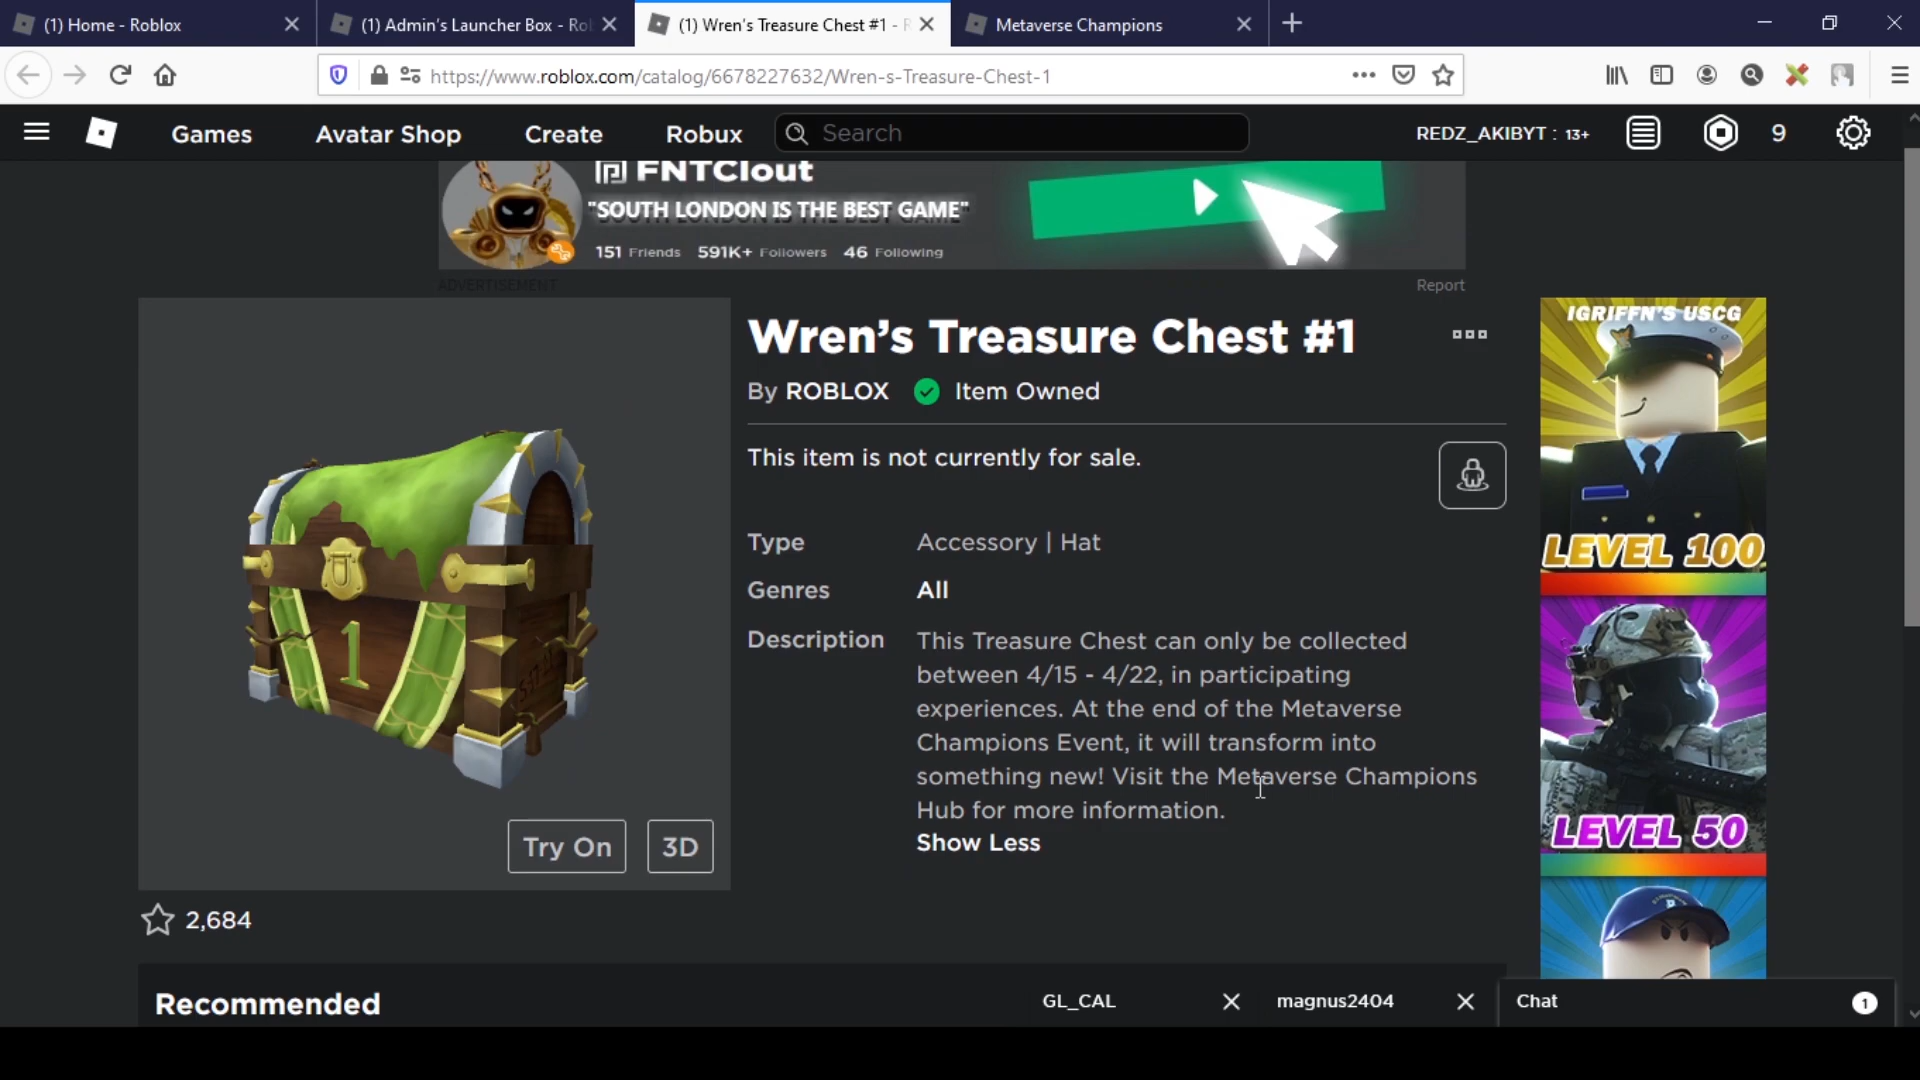 (1) Home - Roblox
(1) Admin's Launcher Box - Rob
(1) Wren's Treasure Chest #1 - R
Metaverse Champions
https://www.roblox.com/catalog/6678227632/Wren-s-Treasure-Chest-1
Games
Avatar Shop
Create
Robux
Search
REDZ_AKIBYT : 13+
9
FNTClout
"SOUTH LONDON IS THE BEST GAME"
151 Friends 591K+ Followers 46 Following
ADVERTISEMENT
Report
Wren's Treasure Chest #1
By ROBLOX Item Owned
This item is not currently for sale.
Type Accessory | Hat
Genres All
Description This Treasure Chest can only be collected
between 4/15 - 4/22, in participating
experiences. At the end of the Metaverse
Champions Event, it will transform into
something new! Visit the Metaverse Champions
Hub for more information.
Show Less
1
Try On
3D
2,684
IGRIFFN'S USCG
LEVEL 100
LEVEL 50
Recommended
GL_CAL
magnus2404
Chat
1